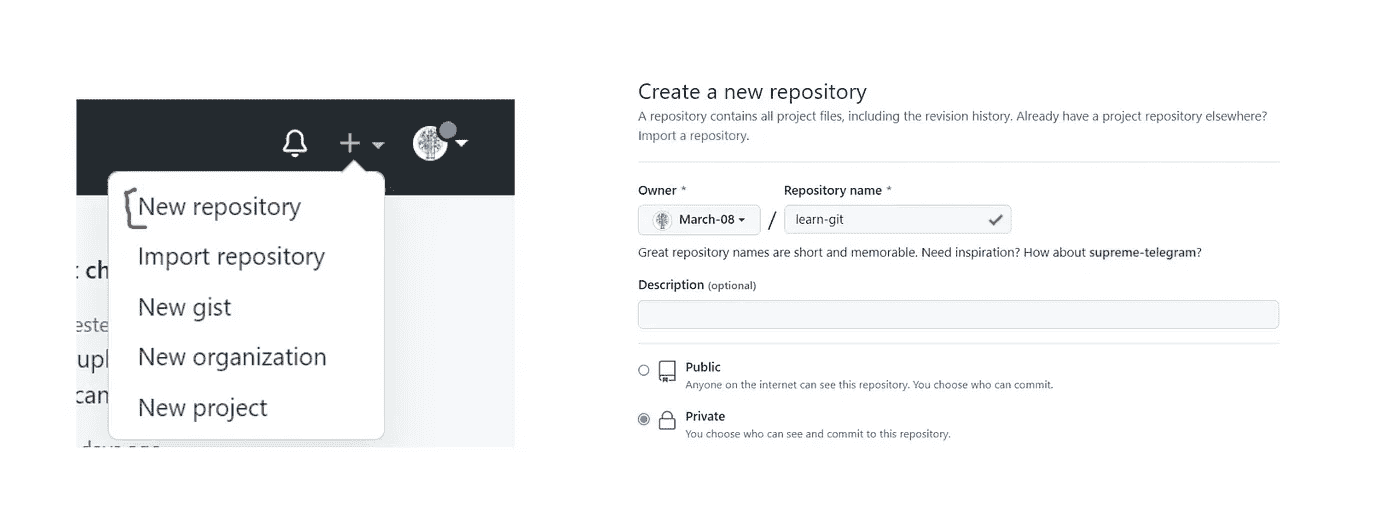 New repository
Import repository
New gist
New organization
New project
Create a new repository
A repository contains all project files, including the revision history. Already have a project repository elsewhere?
Import a repository.
Owner *
Repository name *
March-08
/
learn-git
Great repository names are short and memorable. Need inspiration? How about supreme-telegram?
Description (optional)
Public
Anyone on the internet can see this repository. You choose who can commit.
Private
You choose who can see and commit to this repository.